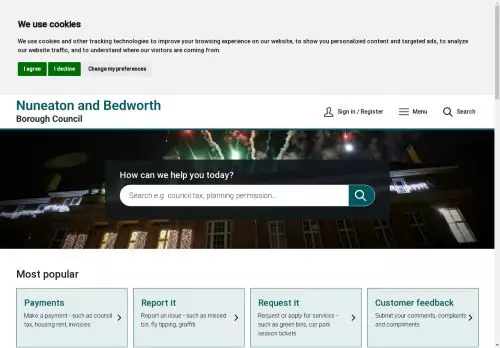 We use cookies
We use cookies and other tracking technologies to improve your browsing experience on our website, to show you personalized content and targeted ads, to analyze
our website traffic, and to understand where our visitors are coming from.
I agree I decline Change my preferences
Nuneaton and Bedworth
Borough Council
Sign in / Register Menu Search
How can we help you today?
Search e.g. council tax, planning permission...
Most popular
Payments
Make a payment - such as council
tax, housing rent, invoices
Report it
Report an issue - such as missed
bin, fly tipping, graffiti
Request it
Request or apply for services -
such as green bins, car park
season tickets
Customer feedback
Submit your comments, complaints
and compliments